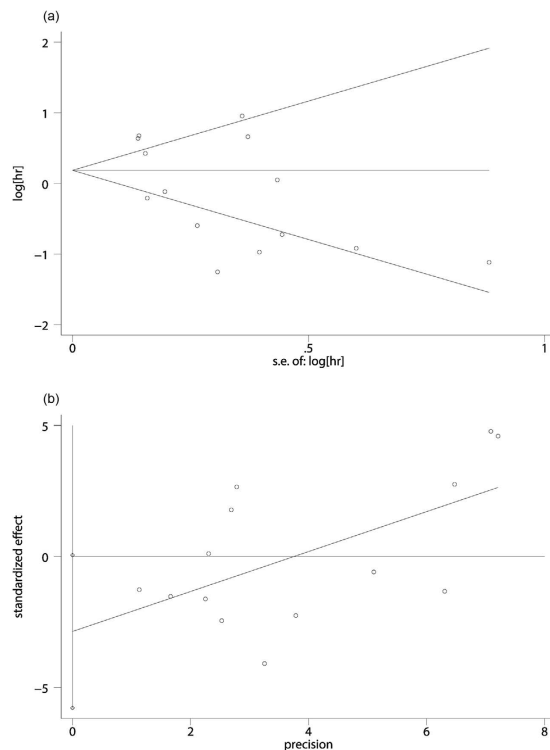 (a)
2
1
0
−1
−2
log[hr]
0
.5
1
s.e. of: log[hr]
(b)
5
0
−5
standardized effect
0
2
4
6
8
precision